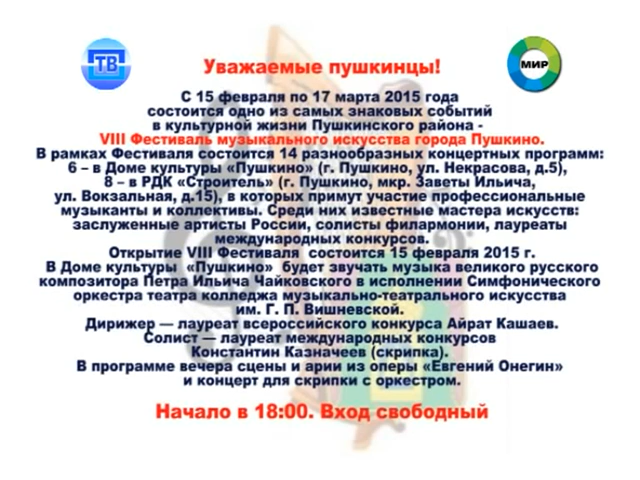 ТВ
МИР
Уважаемые пушкинцы!
С 15 февраля по 17 марта 2015 года
состоится одно из самых знаковых событий
в культурной жизни Пушкинского района -
VIII Фестиваль музыкального искусства города Пушкино.
В рамках Фестиваля состоится 14 разнообразных концертных программ:
6 – в Доме культуры «Пушкино» (г. Пушкино, ул. Некрасова, д.5),
8 – в РДК «Строитель» (г. Пушкино, мкр. Заветы Ильича,
ул. Вокзальная, д.15), в которых примут участие профессиональные
музыканты и коллективы. Среди них известные мастера искусств:
заслуженные артисты России, солисты филармонии, лауреаты
международных конкурсов.
Открытие VIII Фестиваля состоится 15 февраля 2015 г.
В Доме культуры «Пушкино» будет звучать музыка великого русского
композитора Петра Ильича Чайковского в исполнении Симфонического
оркестра театра колледжа музыкально-театрального искусства
им. Г. П. Вишневской.
Дирижер — лауреат всероссийского конкурса Айрат Кашаев.
Солист — лауреат международных конкурсов
Константин Казначеев (скрипка).
В программе вечера сцены и арии из оперы «Евгений Онегин»
и концерт для скрипки с оркестром.
Начало в 18:00. Вход свободный